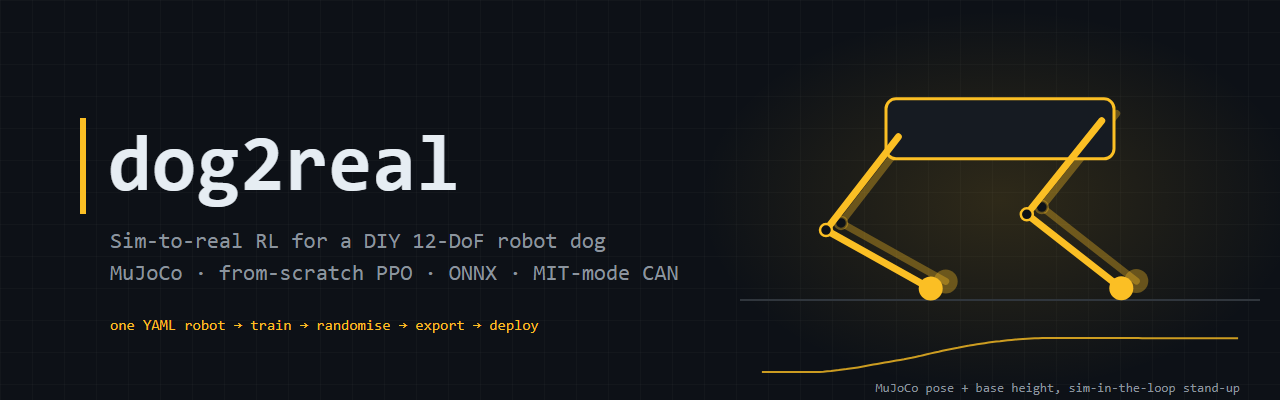 dog2real
Sim-to-real RL for a DIY 12-DoF robot dog
MuJoCo · from-scratch PPO · ONNX · MIT-mode CAN
one YAML robot → train → randomise → export → deploy
MuJoCo pose + base height, sim-in-the-loop stand-up